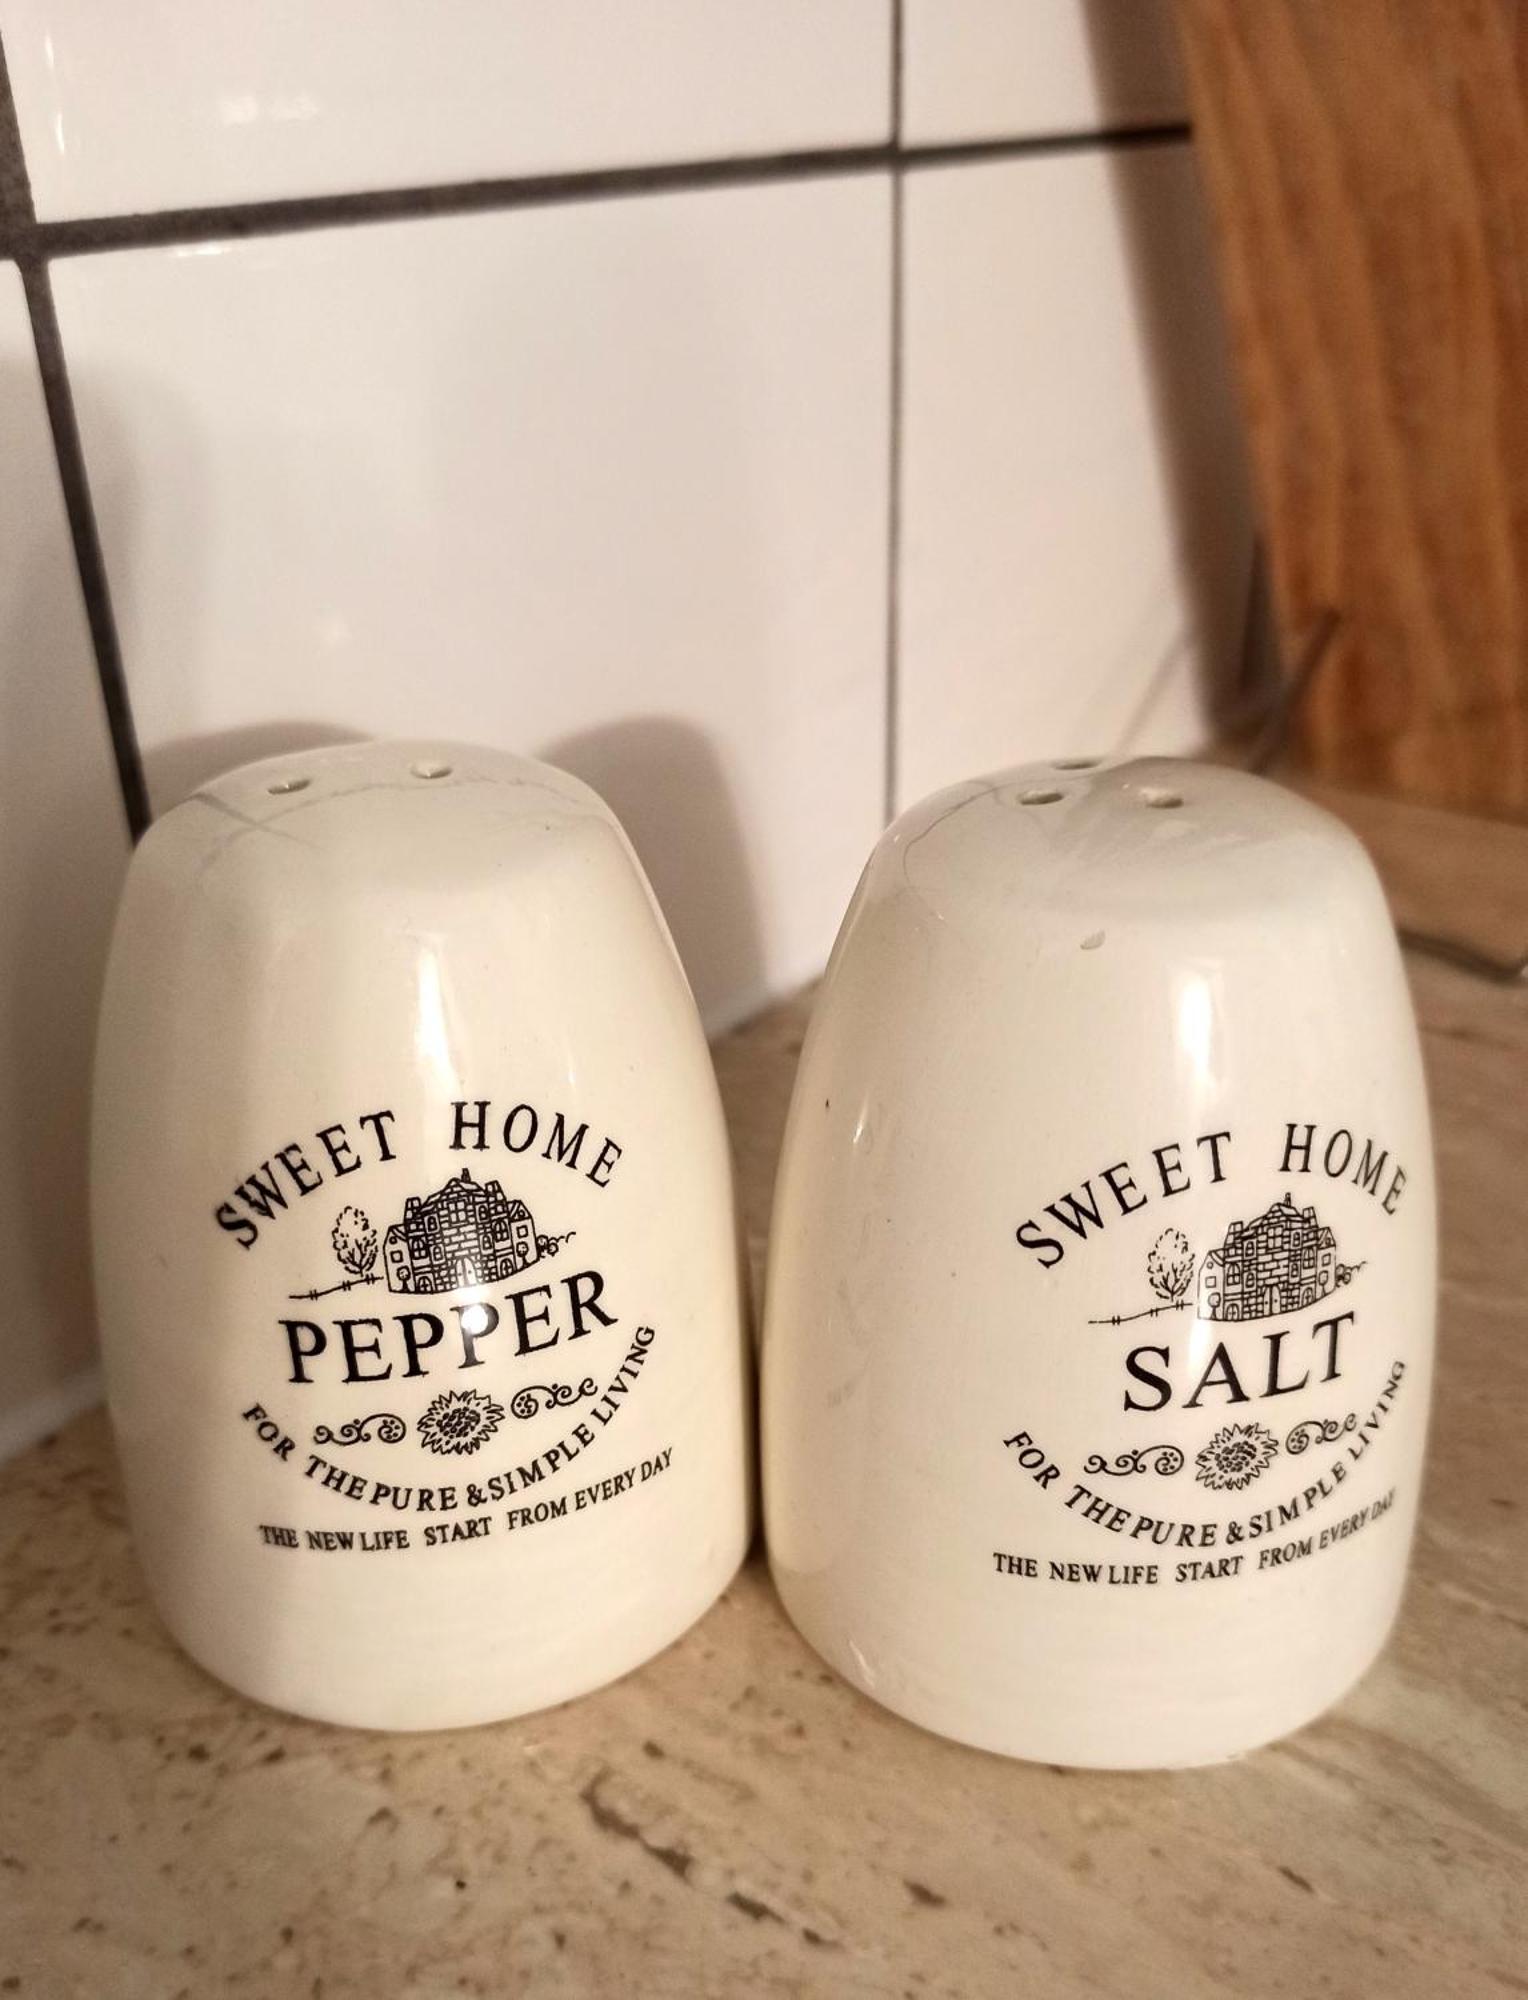 SWEET HOME
PEPPER
FOR THE PURE & SIMPLE LIVING
THE NEW LIFE START FROM EVERY DAY
SWEET HOME
SALT
FOR THE PURE & SIMPLE LIVING
THE NEW LIFE START FROM EVERY DAY